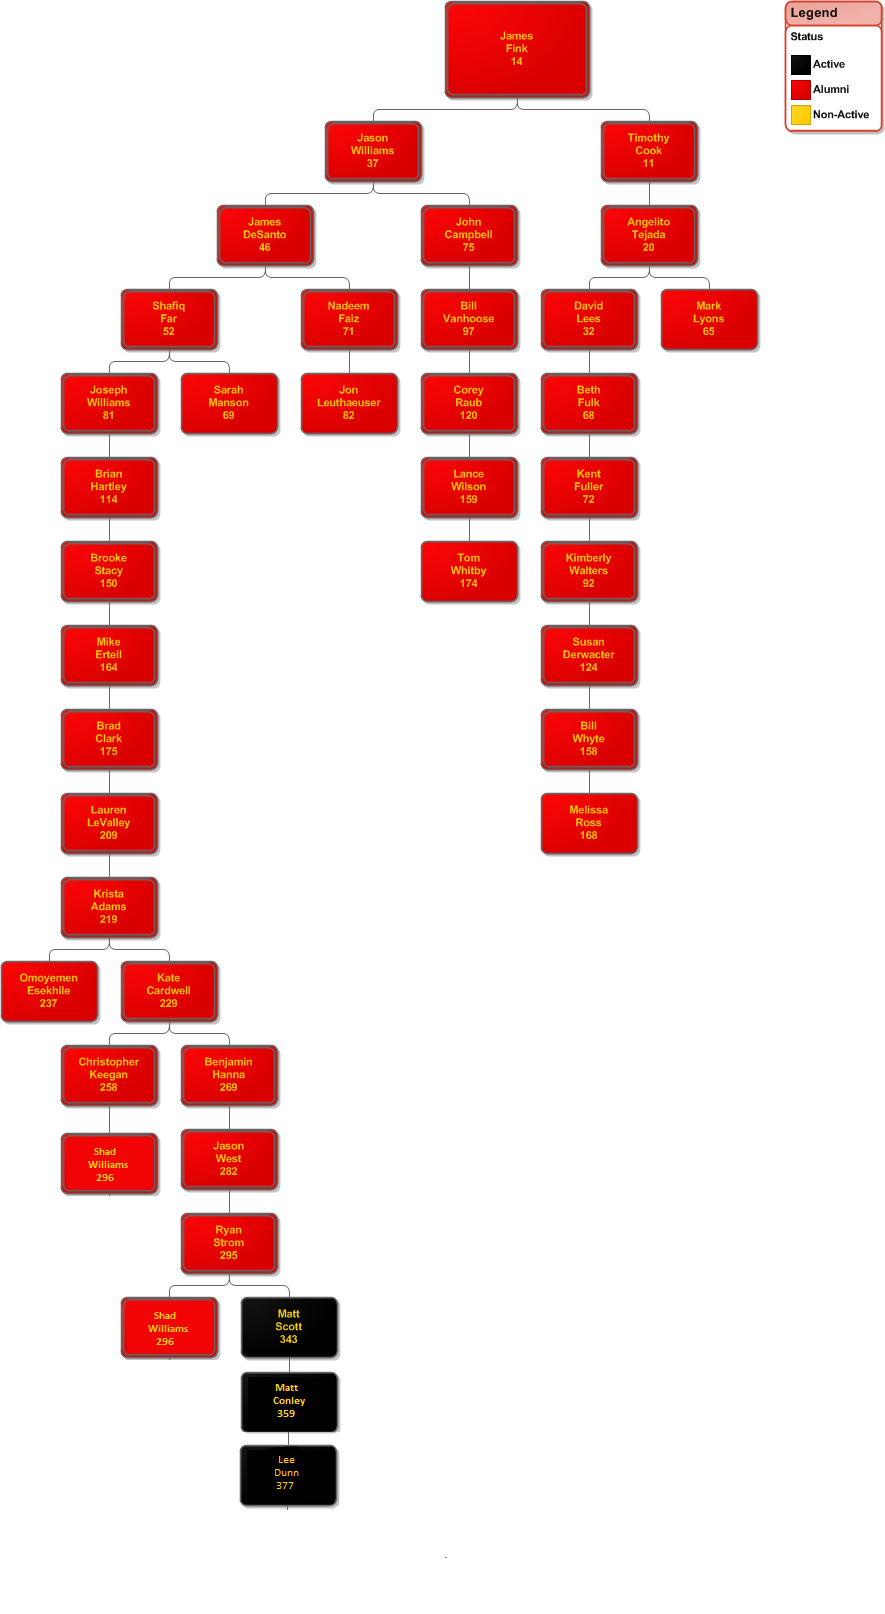 James
Fink
14
Legend
Status
Active
Alumni
Non-Active
Jason
Williams
37
Timothy
Cook
11
James
DeSanto
46
John
Campbell
75
Angelito
Tejada
20
Shafiq
Far
52
Nadeem
Faiz
71
Bill
Vanhoose
97
David
Lees
32
Mark
Lyons
65
Joseph
Williams
81
Sarah
Manson
69
Jon
Leuthaeuser
82
Corey
Raub
120
Beth
Fulk
68
Brian
Hartley
114
Lance
Wilson
159
Kent
Fuller
72
Brooke
Stacy
150
Tom
Whitby
174
Kimberly
Walters
92
Mike
Ertell
164
Susan
Derwacter
124
Brad
Clark
175
Bill
Whyte
158
Lauren
LeValley
209
Melissa
Ross
168
Krista
Adams
219
Omoyemen
Esekhile
237
Kate
Cardwell
229
Christopher
Keegan
258
Benjamin
Hanna
269
Shad
Williams
296
Jason
West
282
Ryan
Strom
295
Shad
Williams
296
Matt
Scott
343
Matt
Conley
359
Lee
Dunn
377